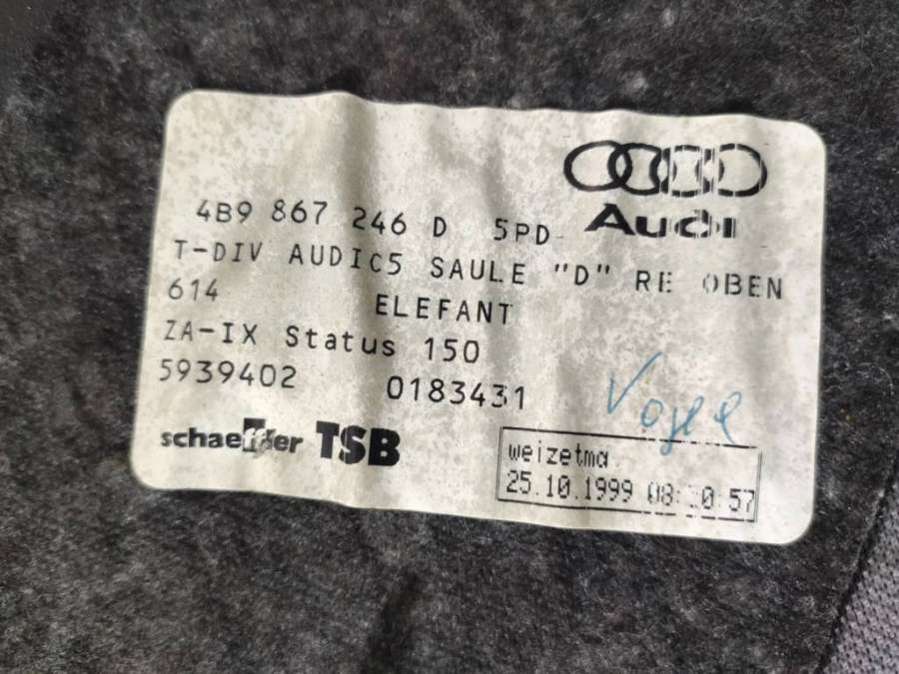 Audi
4B9 867 246 D 5PD
T-DIV AUDIC5 SAULE "D" RE OBEN
614 ELEFANT
ZA-IX Status 150
5939402 0183431
schaeffler TSB
weizetma
25.10.1999